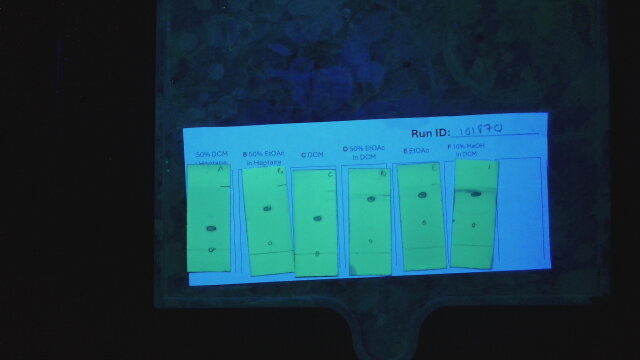 Run ID: 101870
50% DCM
in Heptane
B 50% EtOAc
in Heptane
C DCM
D 50% EtOAc
in DCM
E EtOAc
F 10% MeOH
in DCM
A
B
C
D
E